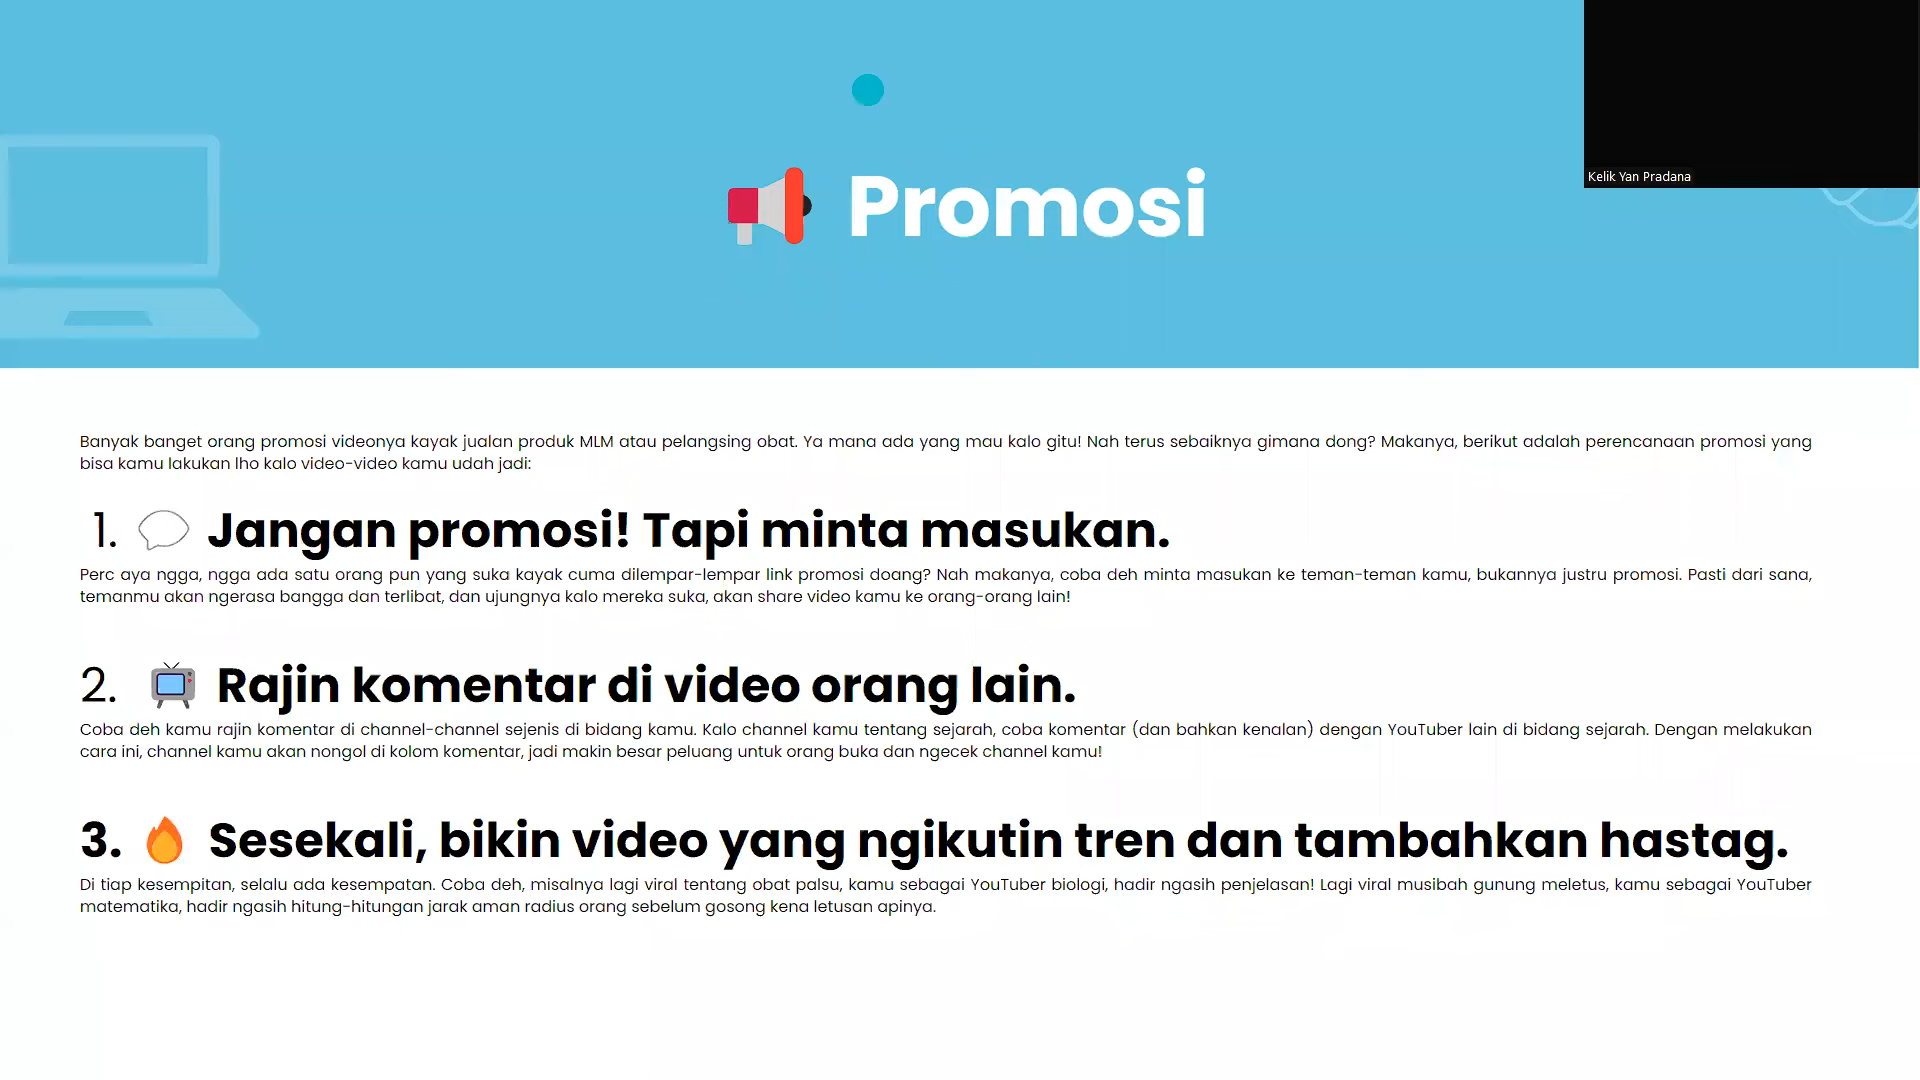 Kelik Yan Pradana
Promosi
Banyak banget orang promosi videonya kayak jualan produk MLM atau pelangsing obat. Ya mana ada yang mau kalo gitu! Nah terus sebaiknya gimana dong? Makanya, berikut adalah perencanaan promosi yang
bisa kamu lakukan lho kalo video-video kamu udah jadi:
1. Jangan promosi! Tapi minta masukan.
Perc aya ngga, ngga ada satu orang pun yang suka kayak cuma dilempar-lempar link promosi doang? Nah makanya, coba deh minta masukan ke teman-teman kamu, bukannya justru promosi. Pasti dari sana,
temanmu akan ngerasa bangga dan terlibat, dan ujungnya kalo mereka suka, akan share video kamu ke orang-orang lain!
2. Rajin komentar di video orang lain.
Coba deh kamu rajin komentar di channel-channel sejenis di bidang kamu. Kalo channel kamu tentang sejarah, coba komentar (dan bahkan kenalan) dengan YouTuber lain di bidang sejarah. Dengan melakukan
cara ini, channel kamu akan nongol di kolom komentar, jadi makin besar peluang untuk orang buka dan ngecek channel kamu!
3. Sesekali, bikin video yang ngikutin tren dan tambahkan hastag.
Di tiap kesempitan, selalu ada kesempatan. Coba deh, misalnya lagi viral tentang obat palsu, kamu sebagai YouTuber biologi, hadir ngasih penjelasan! Lagi viral musibah gunung meletus, kamu sebagai YouTuber
matematika, hadir ngasih hitung-hitungan jarak aman radius orang sebelum gosong kena letusan apinya.